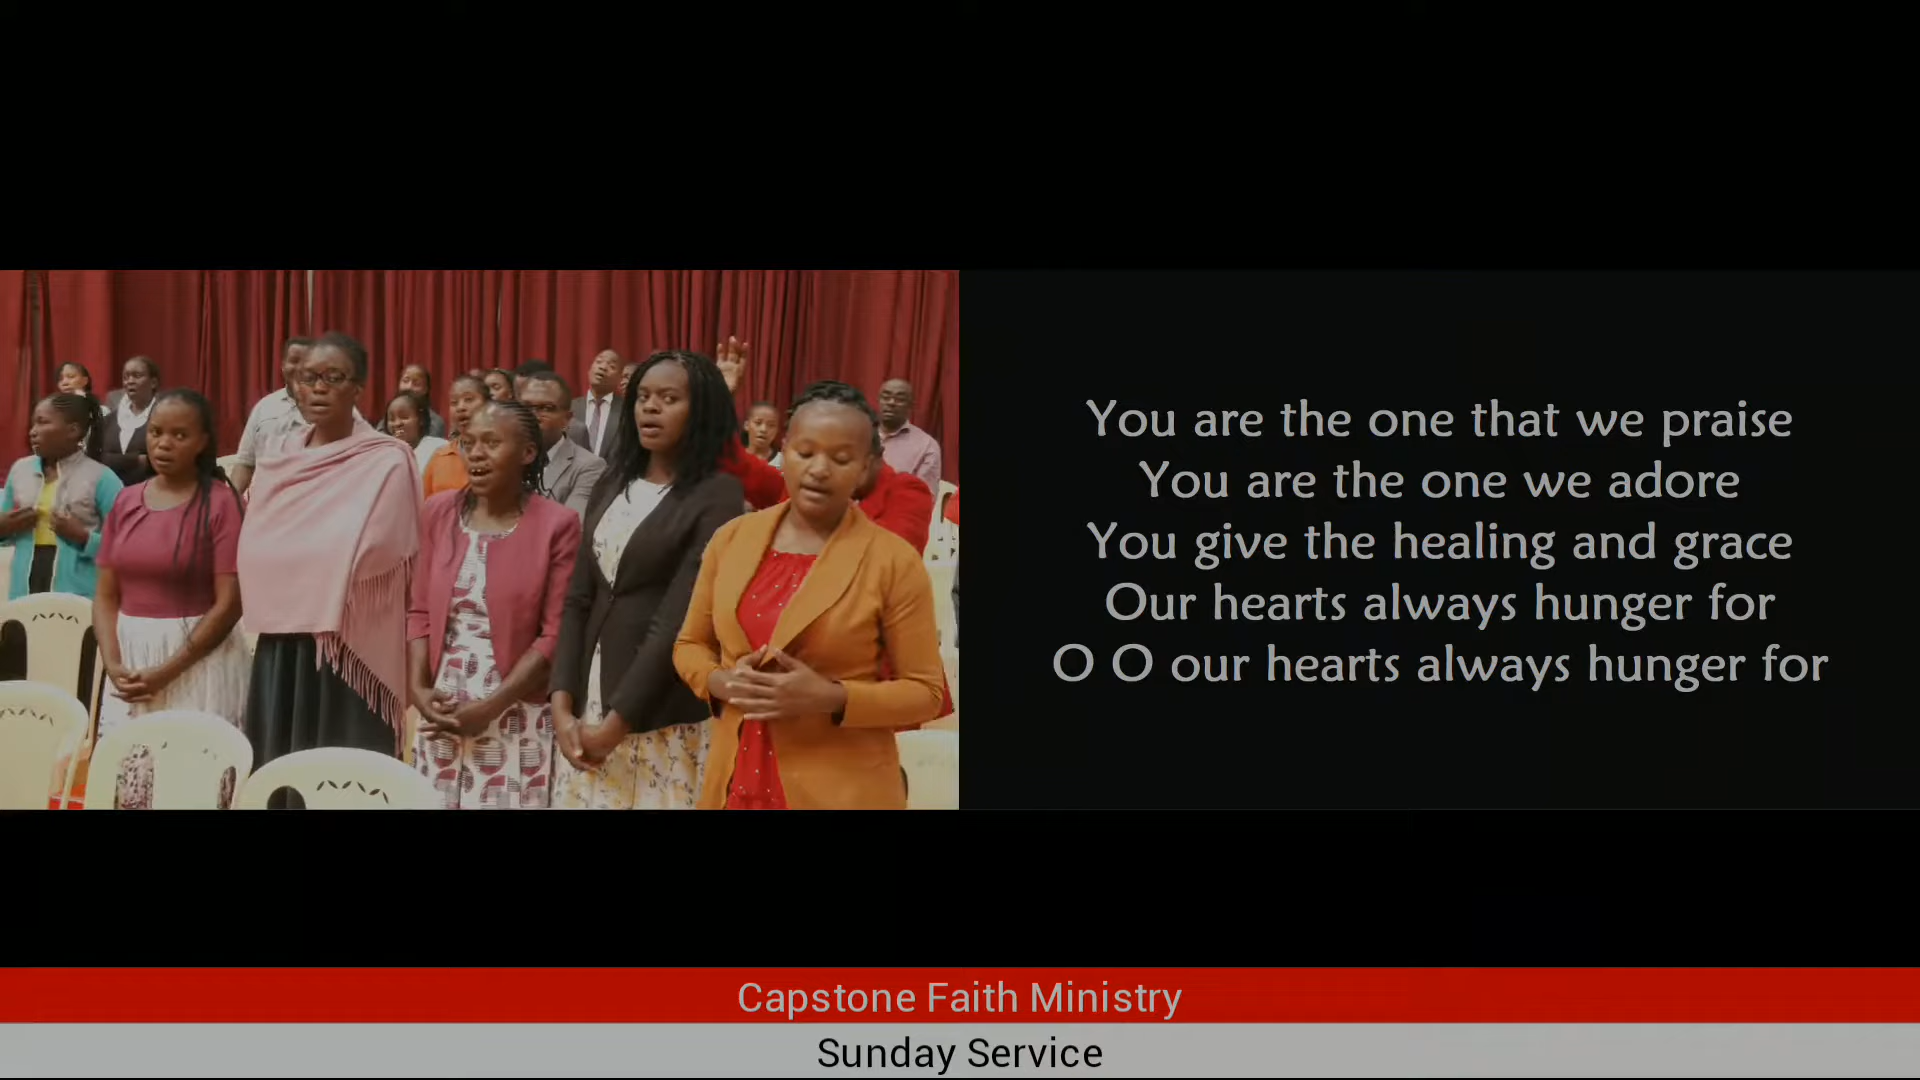 You are the one that we praise
You are the one we adore
You give the healing and grace
Our hearts always hunger for
O O our hearts always hunger for
Capstone Faith Ministry
Sunday Service